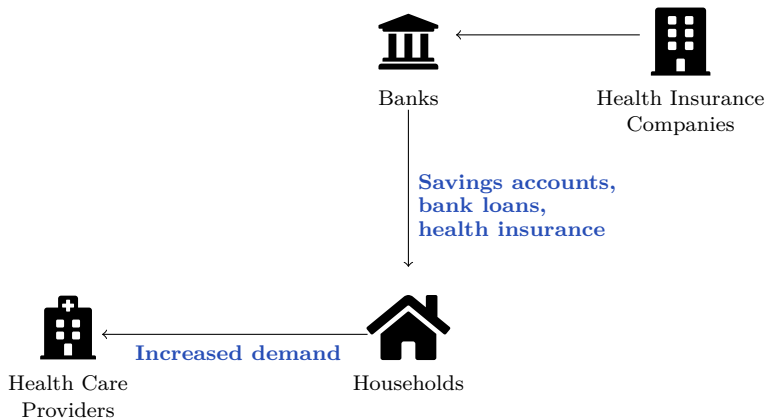 Banks
Health Insurance
Companies
Savings accounts,
bank loans,
health insurance
Increased demand
Health Care
Providers
Households